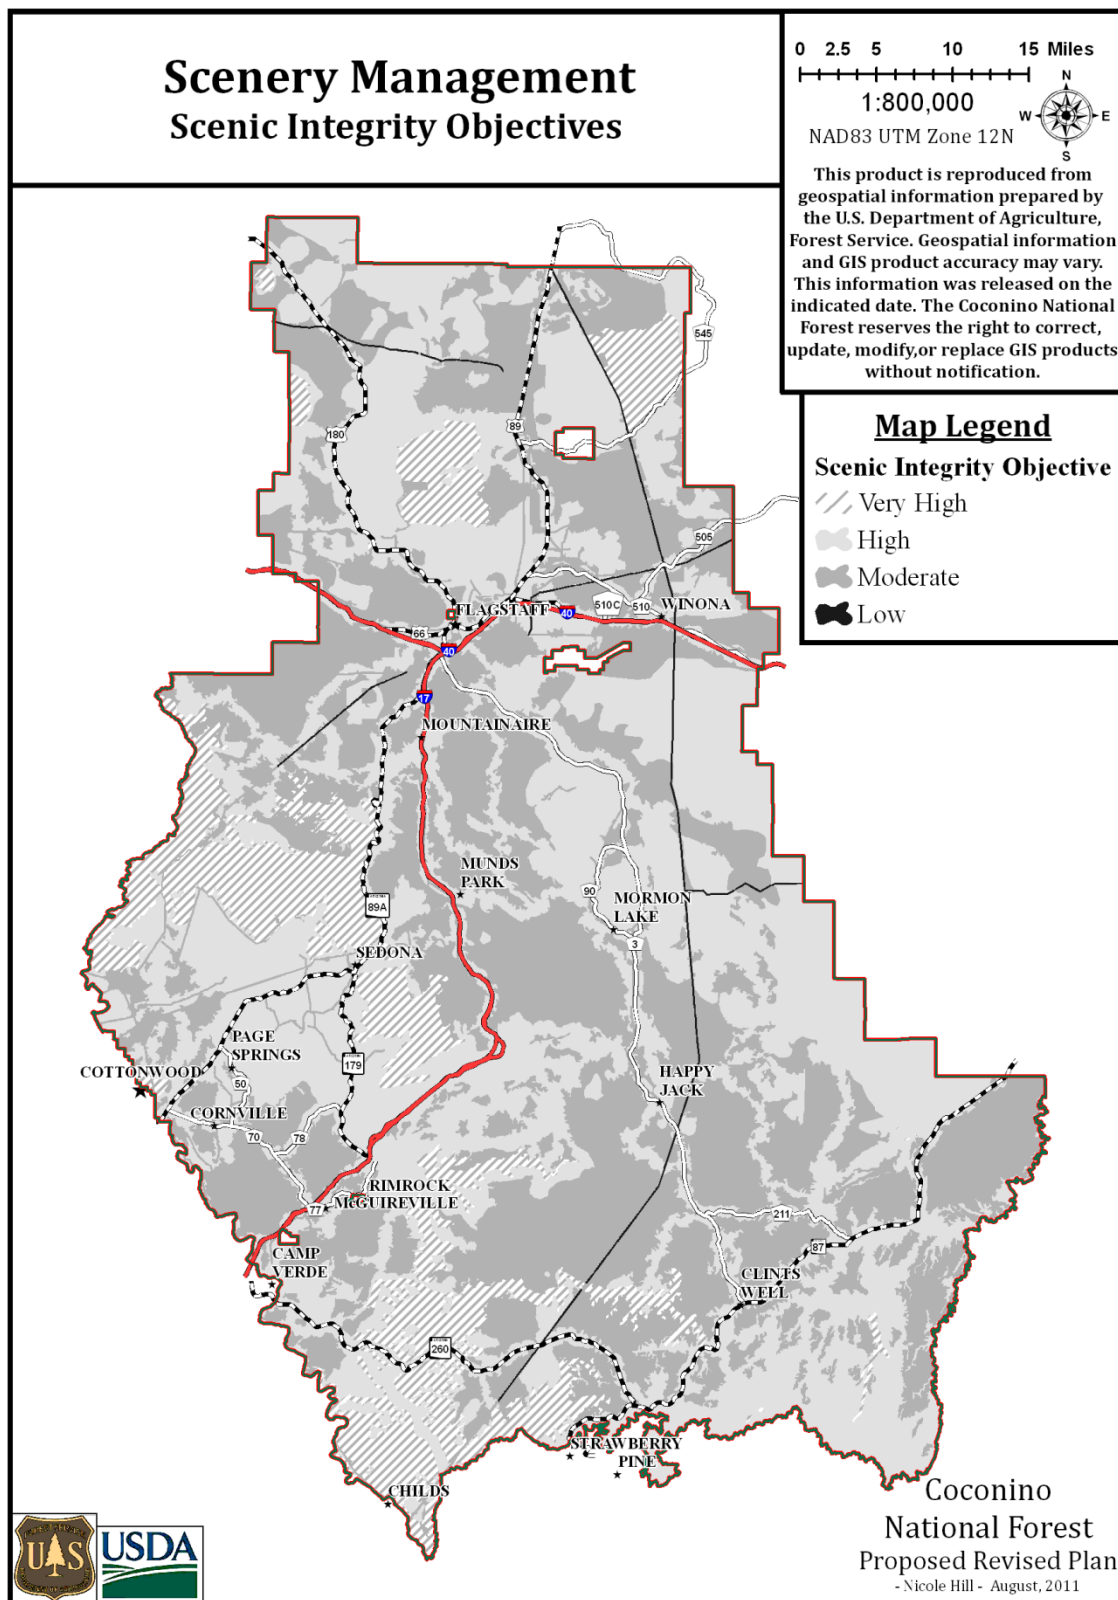 Scenery Management
Scenic Integrity Objectives
0 2.5 5 10 15 Miles
1:800,000
NAD83 UTM Zone 12N
N
W
E
S
This product is reproduced from
geospatial information prepared by
the U.S. Department of Agriculture,
Forest Service. Geospatial information
and GIS product accuracy may vary.
This information was released on the
indicated date. The Coconino National
Forest reserves the right to correct,
update, modify,or replace GIS products
without notification.
Map Legend
Scenic Integrity Objective
Very High
High
Moderate
Low
545
180
89
505
510C
510
WINONA
FLAGSTAFF
40
66
40
17
MOUNTAINAIRE
MUNDS
PARK
90
MORMON
LAKE
89A
3
SEDONA
PAGE
SPRINGS
179
COTTONWOOD
50
HAPPY
JACK
CORNVILLE
70
78
RIMROCK
McGUIREVILLE
77
211
87
CAMP
VERDE
CLINTS
WELL
260
STRAWBERRY
PINE
CHILDS
Coconino
National Forest
Proposed Revised Plan
- Nicole Hill - August, 2011
U S
USDA